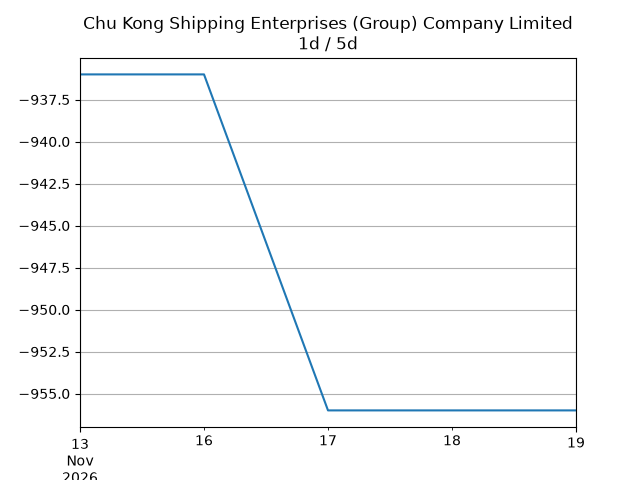 Chu Kong Shipping Enterprises (Group) Company Limited
1d / 5d
−937.5
−940.0
−942.5
−945.0
−947.5
−950.0
−952.5
−955.0
13 16 17 18 19
Nov
2026